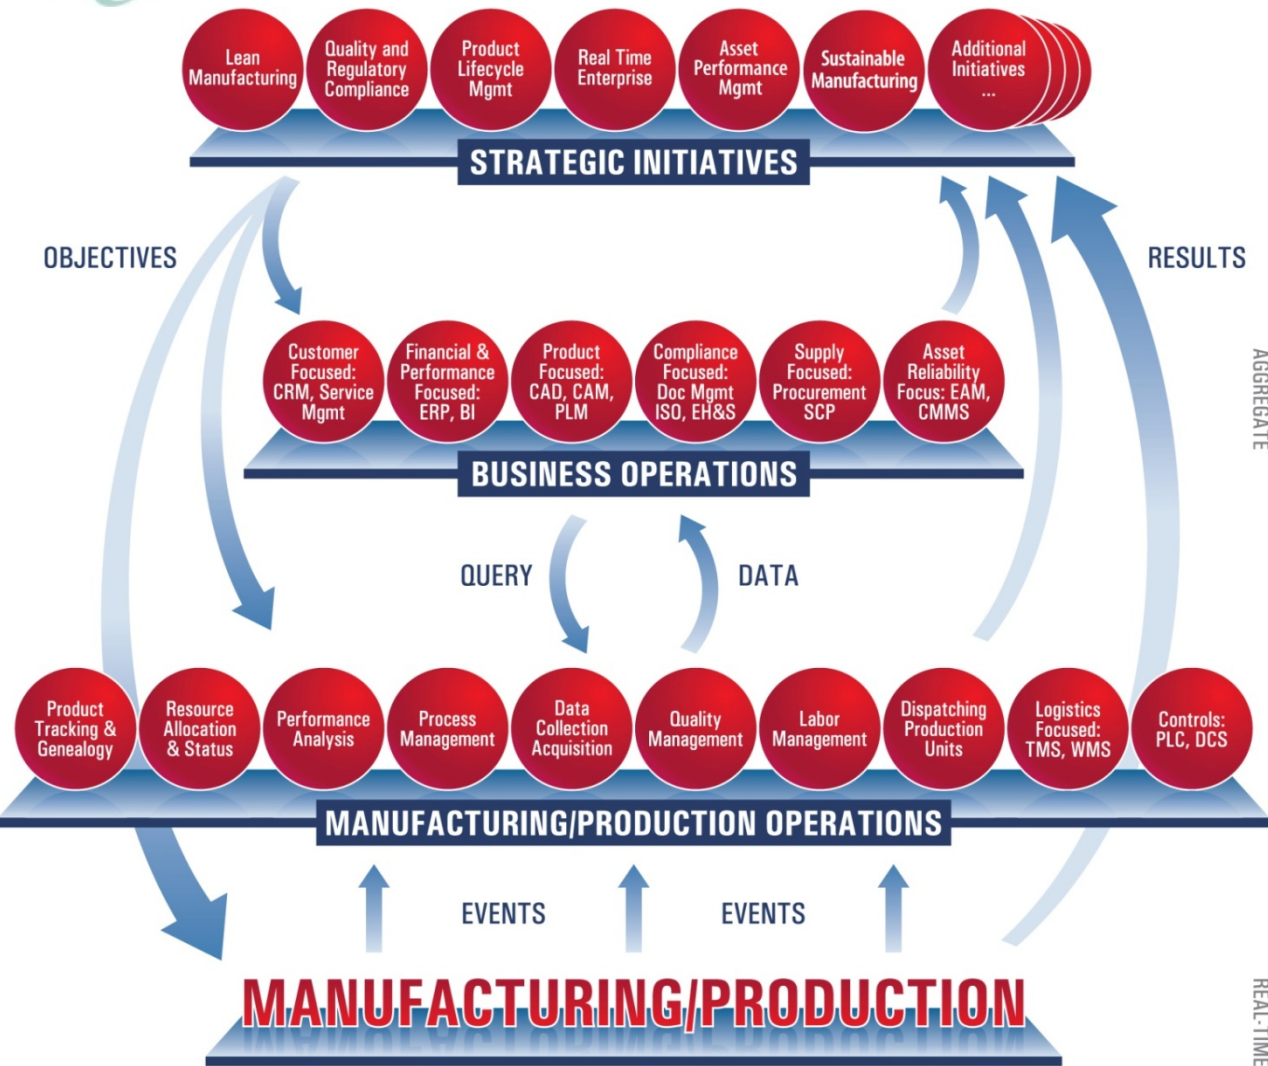 Lean
Manufacturing
Quality and
Regulatory
Compliance
Product
Lifecycle
Mgmt
Real Time
Enterprise
Asset
Performance
Mgmt
Sustainable
Manufacturing
Additional
Initiatives
...
STRATEGIC INITIATIVES
OBJECTIVES
RESULTS
Customer
Focused:
CRM, Service
Mgmt
Financial &
Performance
Focused:
ERP, BI
Product
Focused:
CAD, CAM,
PLM
Compliance
Focused:
Doc Mgmt
ISO, EH&S
Supply
Focused:
Procurement
SCP
Asset
Reliability
Focus: EAM,
CMMS
AGGREGATE
BUSINESS OPERATIONS
QUERY
DATA
Product
Tracking &
Genealogy
Resource
Allocation
& Status
Performance
Analysis
Process
Management
Data
Collection
Acquisition
Quality
Management
Labor
Management
Dispatching
Production
Units
Logistics
Focused:
TMS, WMS
Controls:
PLC, DCS
MANUFACTURING/PRODUCTION OPERATIONS
EVENTS
EVENTS
MANUFACTURING/PRODUCTION
REAL-TIME